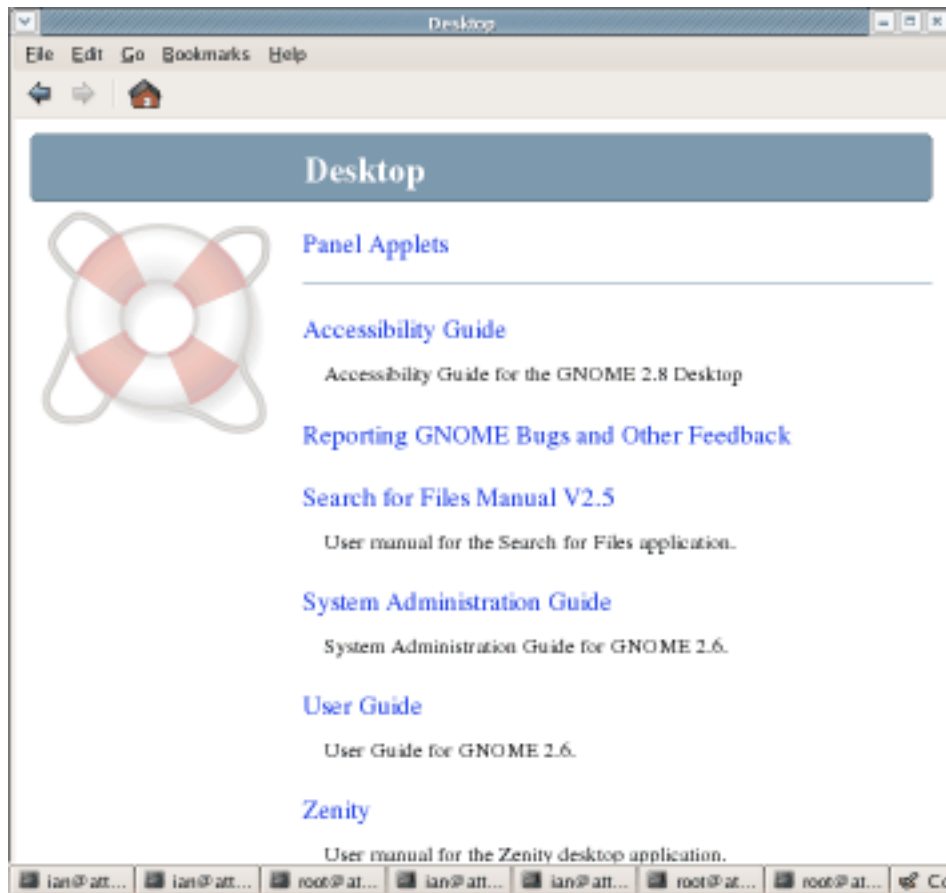 Desktop
File Edit Go Bookmarks Help
Desktop
Panel Applets
Accessibility Guide
Accessibility Guide for the GNOME 2.8 Desktop
Reporting GNOME Bugs and Other Feedback
Search for Files Manual V2.5
User manual for the Search for Files application.
System Administration Guide
System Administration Guide for GNOME 2.6.
User Guide
User Guide for GNOME 2.6.
Zenity
User manual for the Zenity desktop application.
ian@att... ian@att... root@at... ian@att... ian@att... root@at... root@at... C